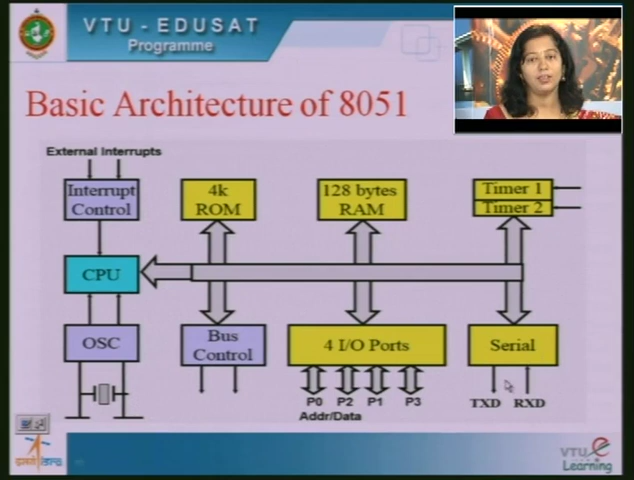 VTU - EDUSAT
Programme
Basic Architecture of 8051
External Interrupts
Interrupt
Control
4k
ROM
128 bytes
RAM
Timer 1
Timer 2
CPU
OSC
Bus
Control
4 I/O Ports
Serial
P0 P2 P1 P3
Addr/Data
TXD RXD
VTU e
Learning